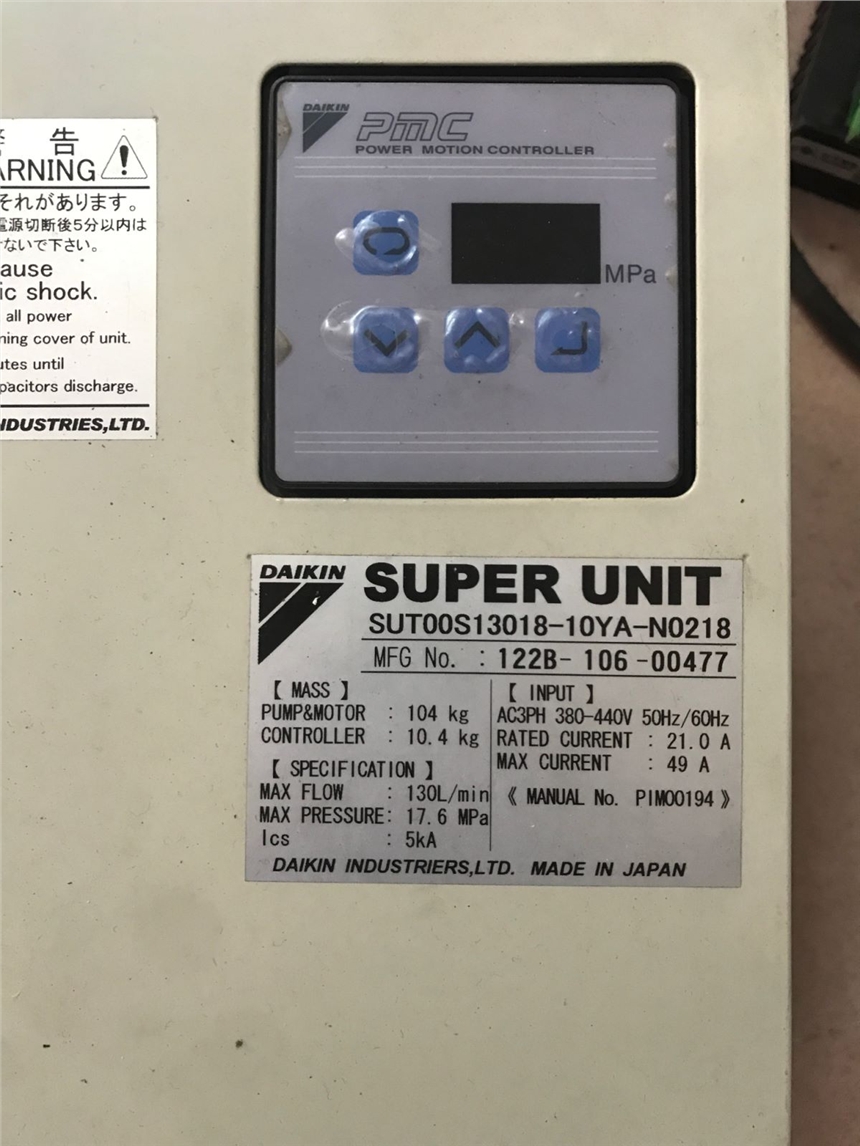 告
WARNING
それがあります。
電源切断後5分以内は
ないで下さい。
ause
ic shock.
all power
ning cover of unit.
utes until
pacitors discharge.
INDUSTRIES,LTD.
DAIKIN
PMC
POWER MOTION CONTROLLER
MPa
DAIKIN SUPER UNIT
SUT00S13018-10YA-N0218
MFG No. : 122B- 106 -00477
【 MASS 】
PUMP&MOTOR : 104 kg
CONTROLLER : 10.4 kg
【 SPECIFICATION 】
MAX FLOW : 130L/min
MAX PRESSURE: 17.6 MPa
Ics : 5kA
【 INPUT 】
AC3PH 380-440V 50Hz/60Hz
RATED CURRENT : 21.0 A
MAX CURRENT : 49 A
《 MANUAL No. PIM00194 》
DAIKIN INDUSTRIERS,LTD. MADE IN JAPAN